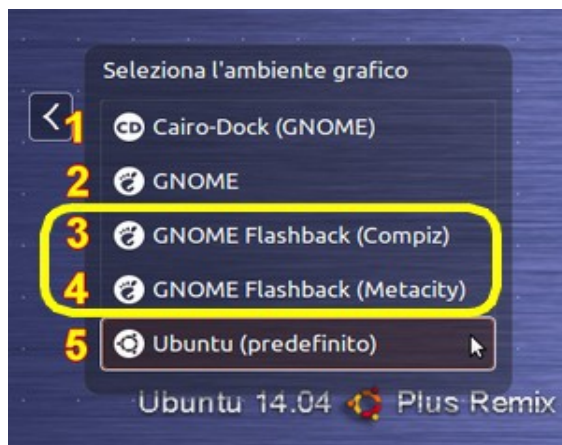 Seleziona l'ambiente grafico
1 CD Cairo-Dock (GNOME)
2 GNOME
3 GNOME Flashback (Compiz)
4 GNOME Flashback (Metacity)
5 Ubuntu (predefinito)
Ubuntu 14.04 Plus Remix